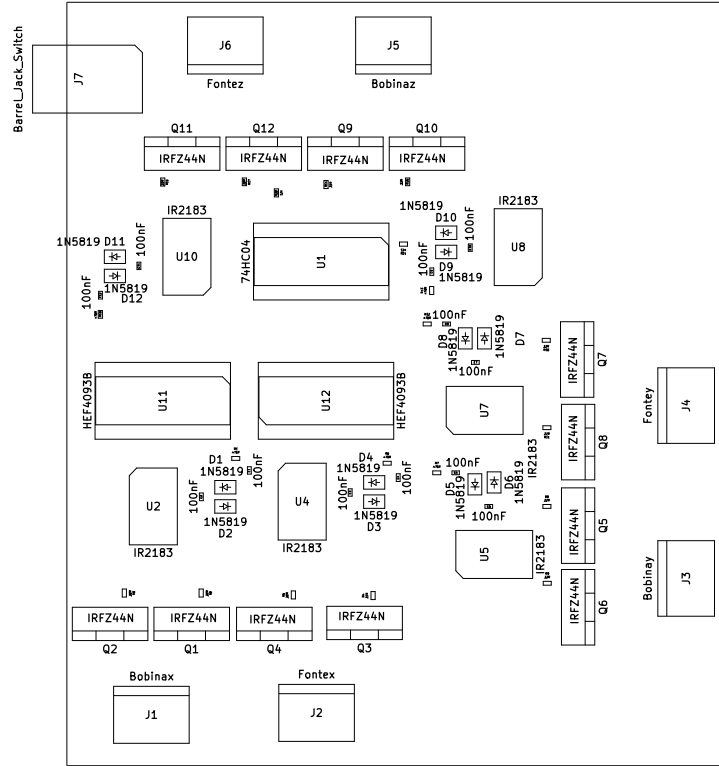 J6
J5
Barrel_Jack_Switch
J7
Fontez
Bobinaz
Q11
Q12
Q9
Q10
IRFZ44N
IRFZ44N
IRFZ44N
IRFZ44N
IR2183
1N5819
IR2183
D10
100nF
1N5819
D11
100nF
U10
74HC04
U1
100nF
U8
D9
1N5819
1N5819
D12
100nF
100nF
D8
1N5819
1N5819
D7
100nF
IRFZ44N
Q7
HEF4093B
U11
U12
HEF4093B
U7
Fontey
J4
IRFZ44N
Q8
IR2183
D1
1N5819
100nF
D4
1N5819
100nF
100nF
D5
1N5819
D6
1N5819
100nF
U2
100nF
1N5819
D2
U4
100nF
1N5819
D3
IR2183
IR2183
U5
IR2183
IRFZ44N
Q5
Bobinay
J3
IRFZ44N
Q6
IRFZ44N
IRFZ44N
IRFZ44N
IRFZ44N
Q2
Q1
Q4
Q3
Bobinax
Fontex
J1
J2